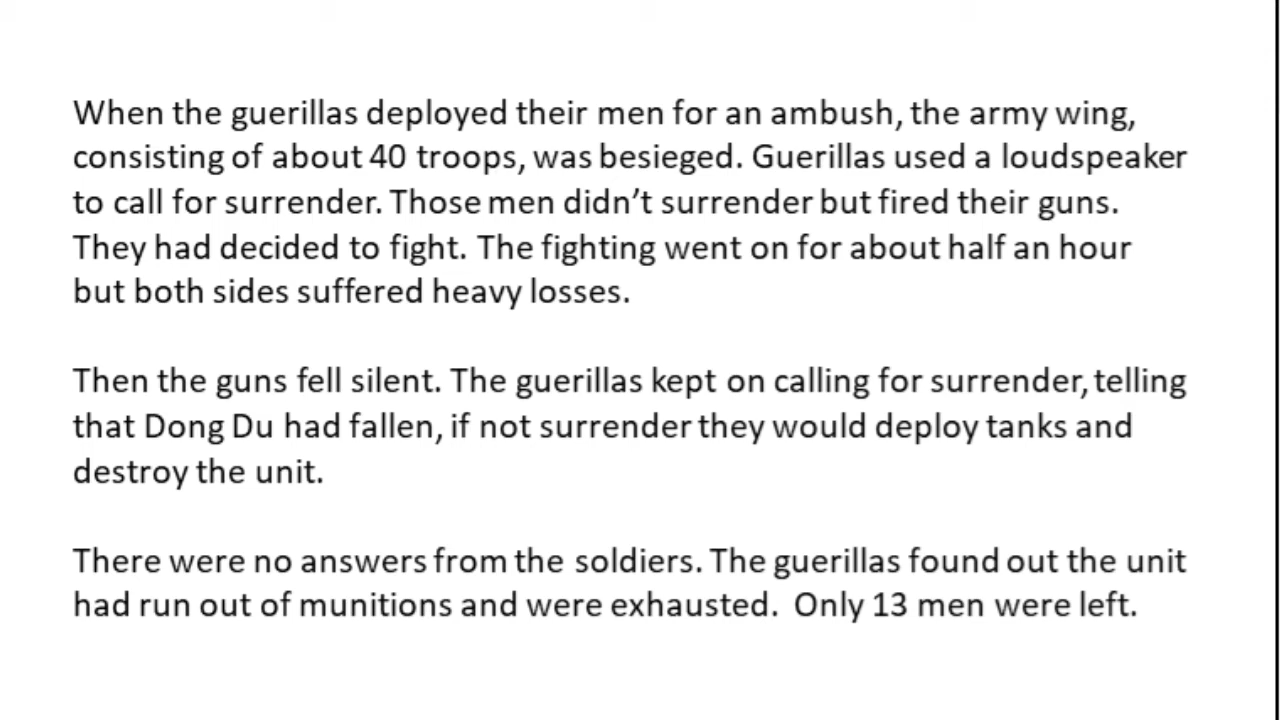 When the guerillas deployed their men for an ambush, the army wing,
consisting of about 40 troops, was besieged. Guerillas used a loudspeaker
to call for surrender. Those men didn’t surrender but fired their guns.
They had decided to fight. The fighting went on for about half an hour
but both sides suffered heavy losses.
Then the guns fell silent. The guerillas kept on calling for surrender, telling
that Dong Du had fallen, if not surrender they would deploy tanks and
destroy the unit.
There were no answers from the soldiers. The guerillas found out the unit
had run out of munitions and were exhausted. Only 13 men were left.